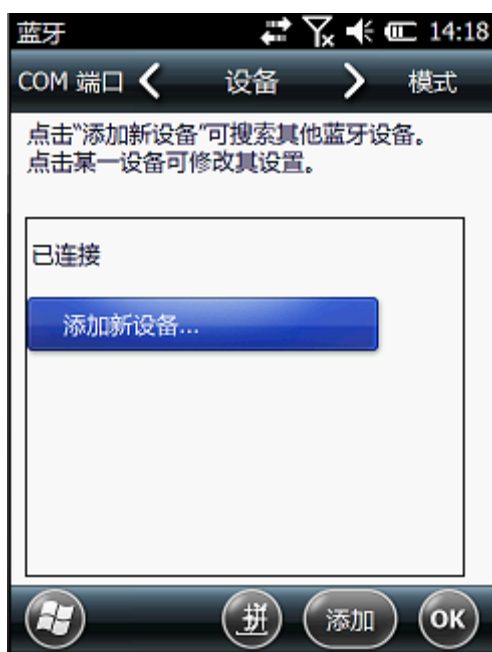 蓝牙 14:18
COM 端口 设备 模式
点击“添加新设备”可搜索其他蓝牙设备。
点击某一设备可修改其设置。
已连接
添加新设备...
拼 添加 OK